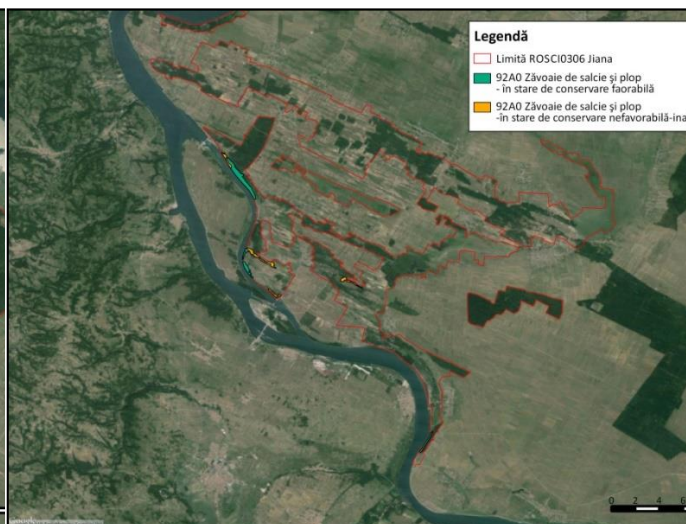 Legendă
Limită ROSCI0306 Jiana
92A0 Zăvoaie de salcie și plop
- în stare de conservare faorabilă
92A0 Zăvoaie de salcie și plop
-în stare de conservare nefavorabilă-ina
0 2 4 6